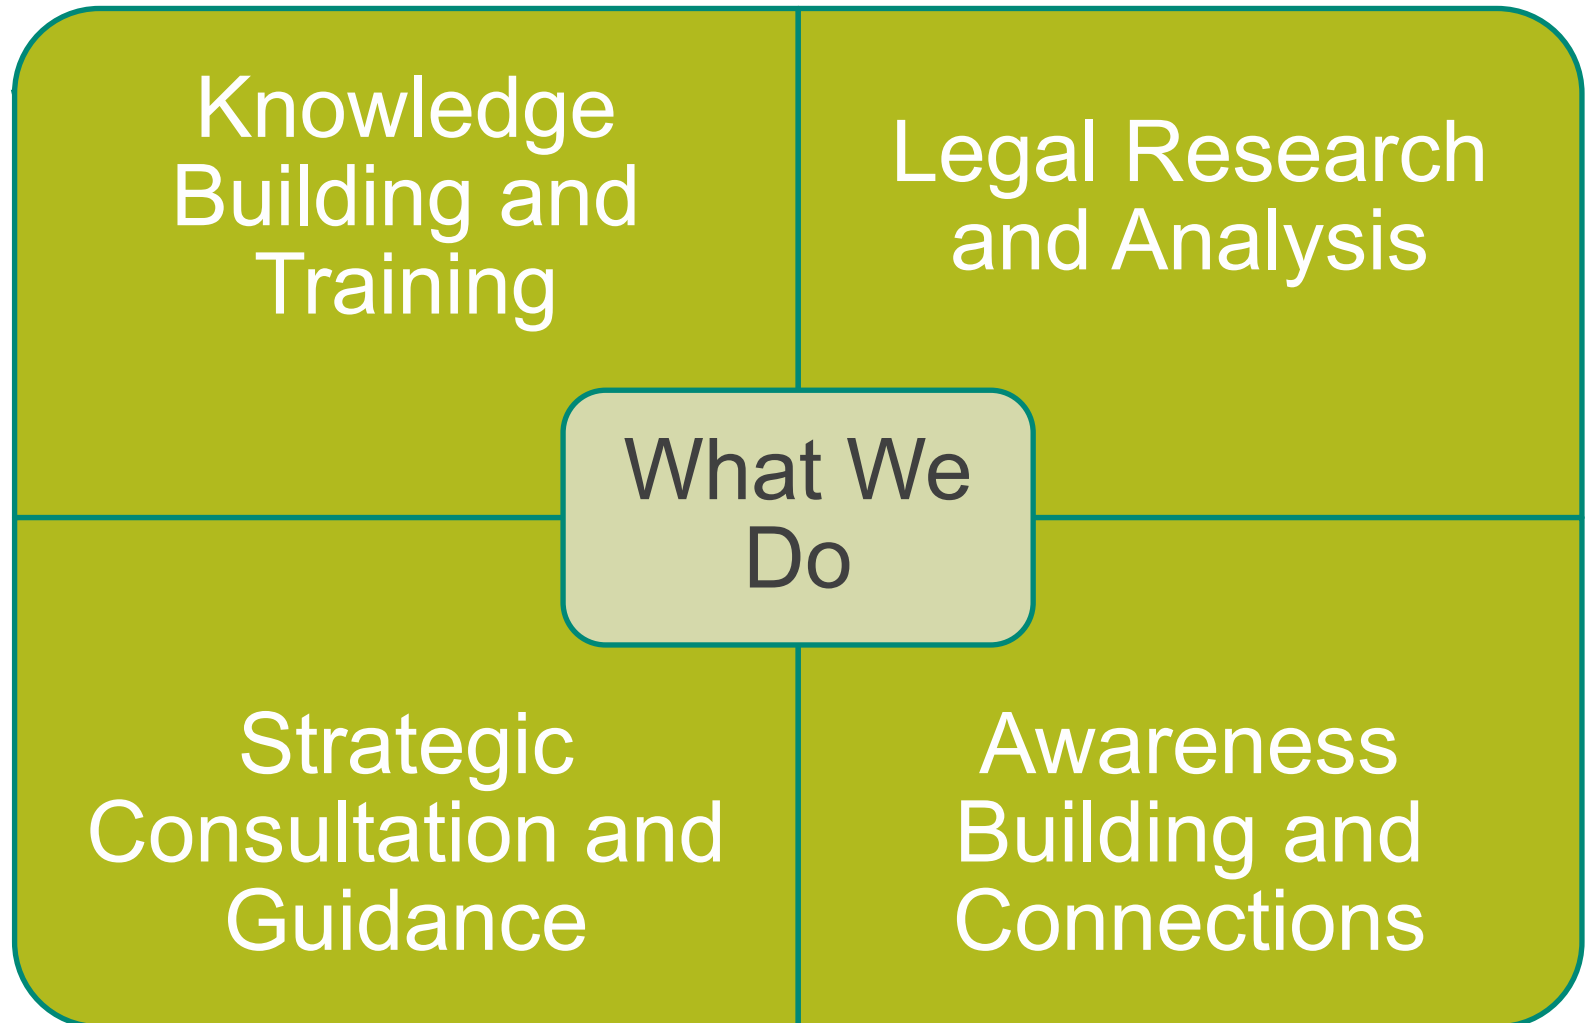 Knowledge
Building and
Training
Legal Research
and Analysis
What We
Do
Strategic
Consultation and
Guidance
Awareness
Building and
Connections